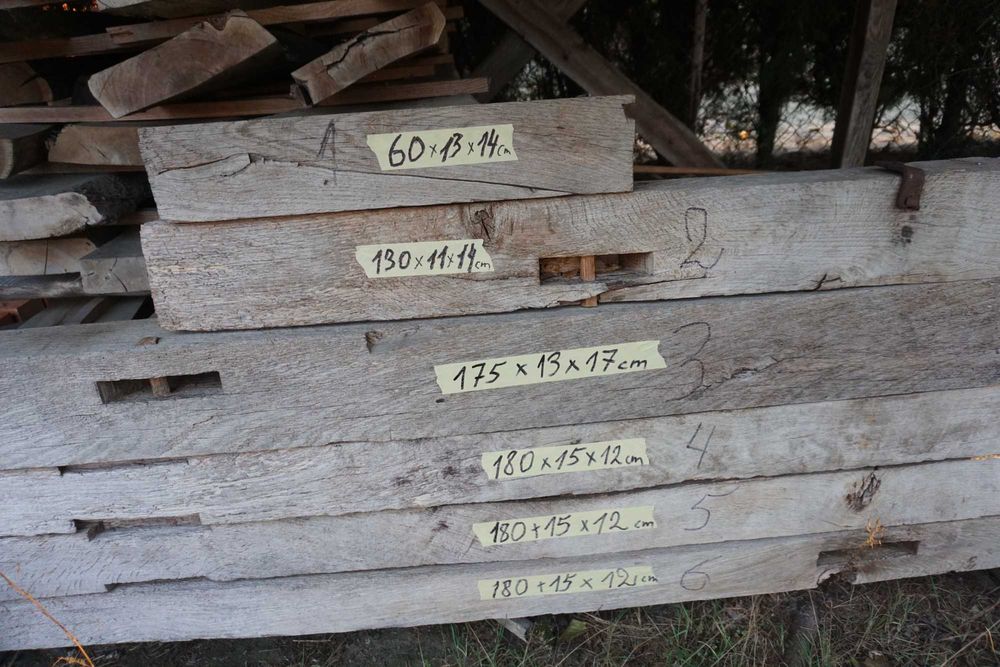 1
60 x 13 x 14 cm
2
130 x 11 x 14 cm
3
175 x 13 x 17 cm
4
180 x 15 x 12 cm
5
180 + 15 x 12 cm
6
180 + 15 x 12 cm